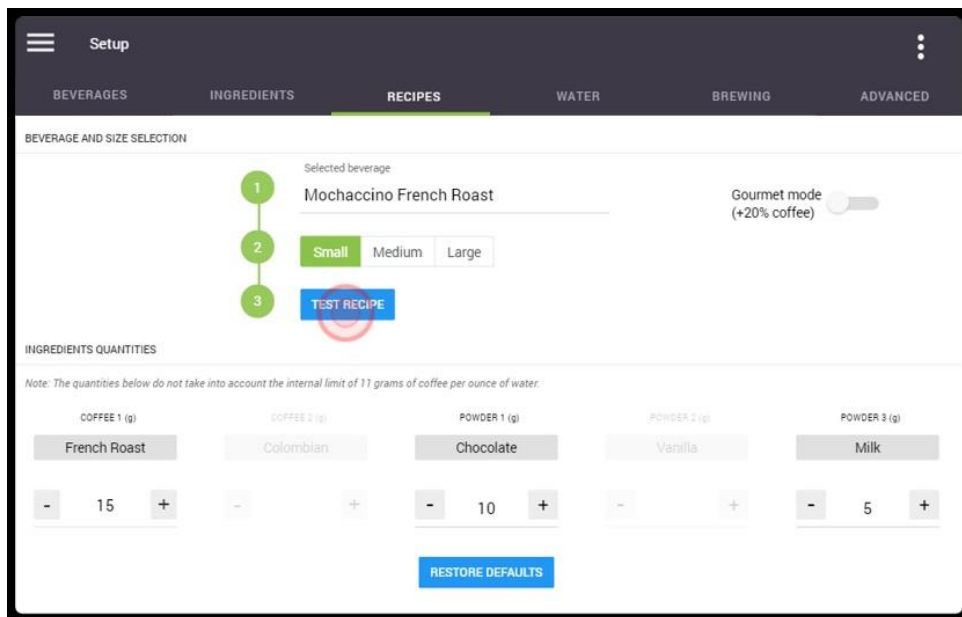 Setup
BEVERAGES INGREDIENTS RECIPES WATER BREWING ADVANCED
BEVERAGE AND SIZE SELECTION
Selected beverage
1 Mochaccino French Roast
Gourmet mode
(+20% coffee)
2 Small Medium Large
3 TEST RECIPE
INGREDIENTS QUANTITIES
Note: The quantities below do not take into account the internal limit of 11 grams of coffee per ounce of water.
COFFEE 1 (g) COFFEE 2 (g) POWDER 1 (g) POWDER 2 (g) POWDER 3 (g)
French Roast Colombian Chocolate Vanilla Milk
- 15 + - + - 10 + - + - 5 +
RESTORE DEFAULTS